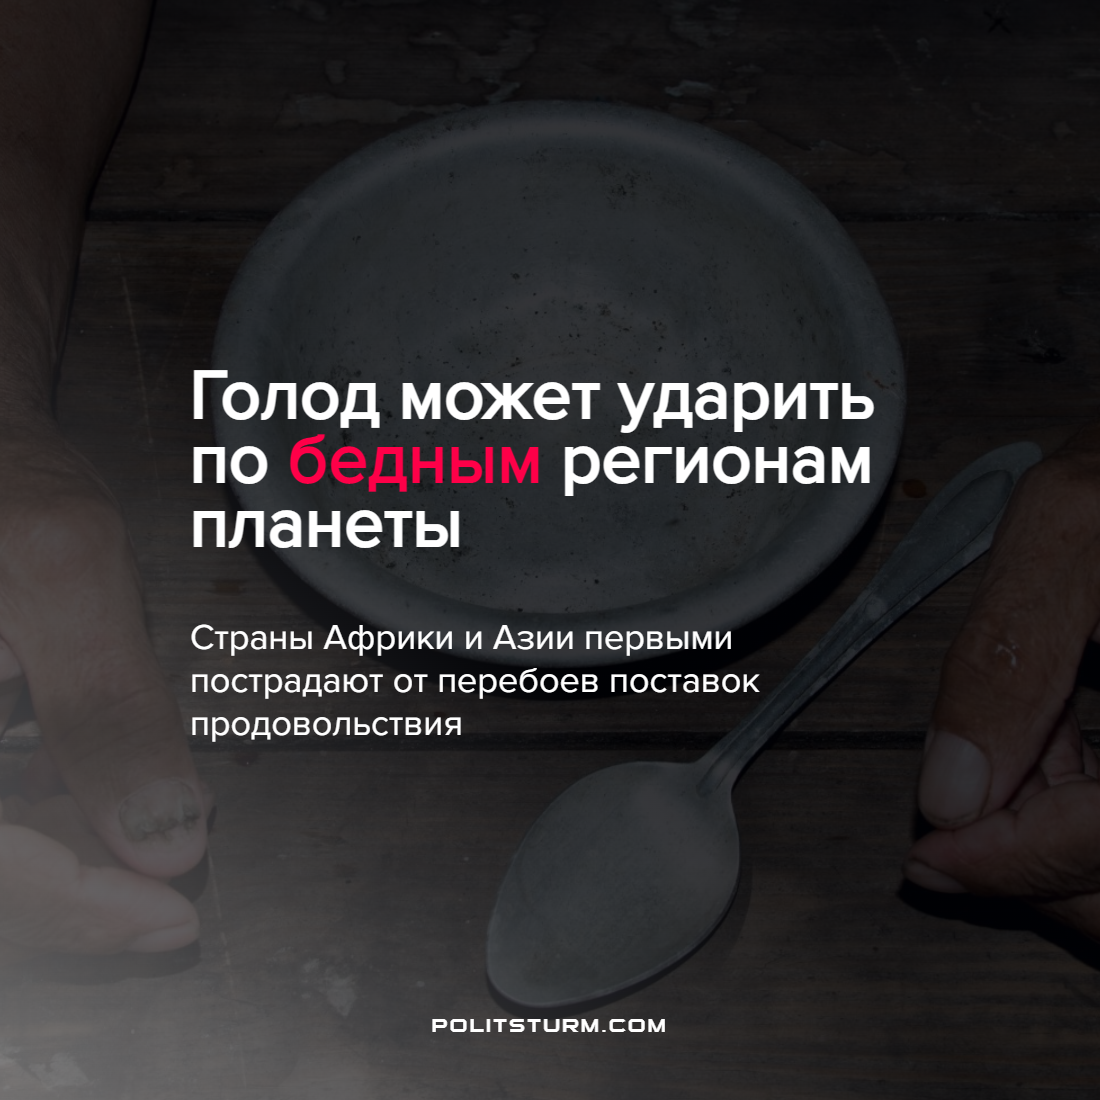 Голод может ударить
по бедным регионам
планеты
Страны Африки и Азии первыми
пострадают от перебоев поставок
продовольствия
POLITSTURM.COM